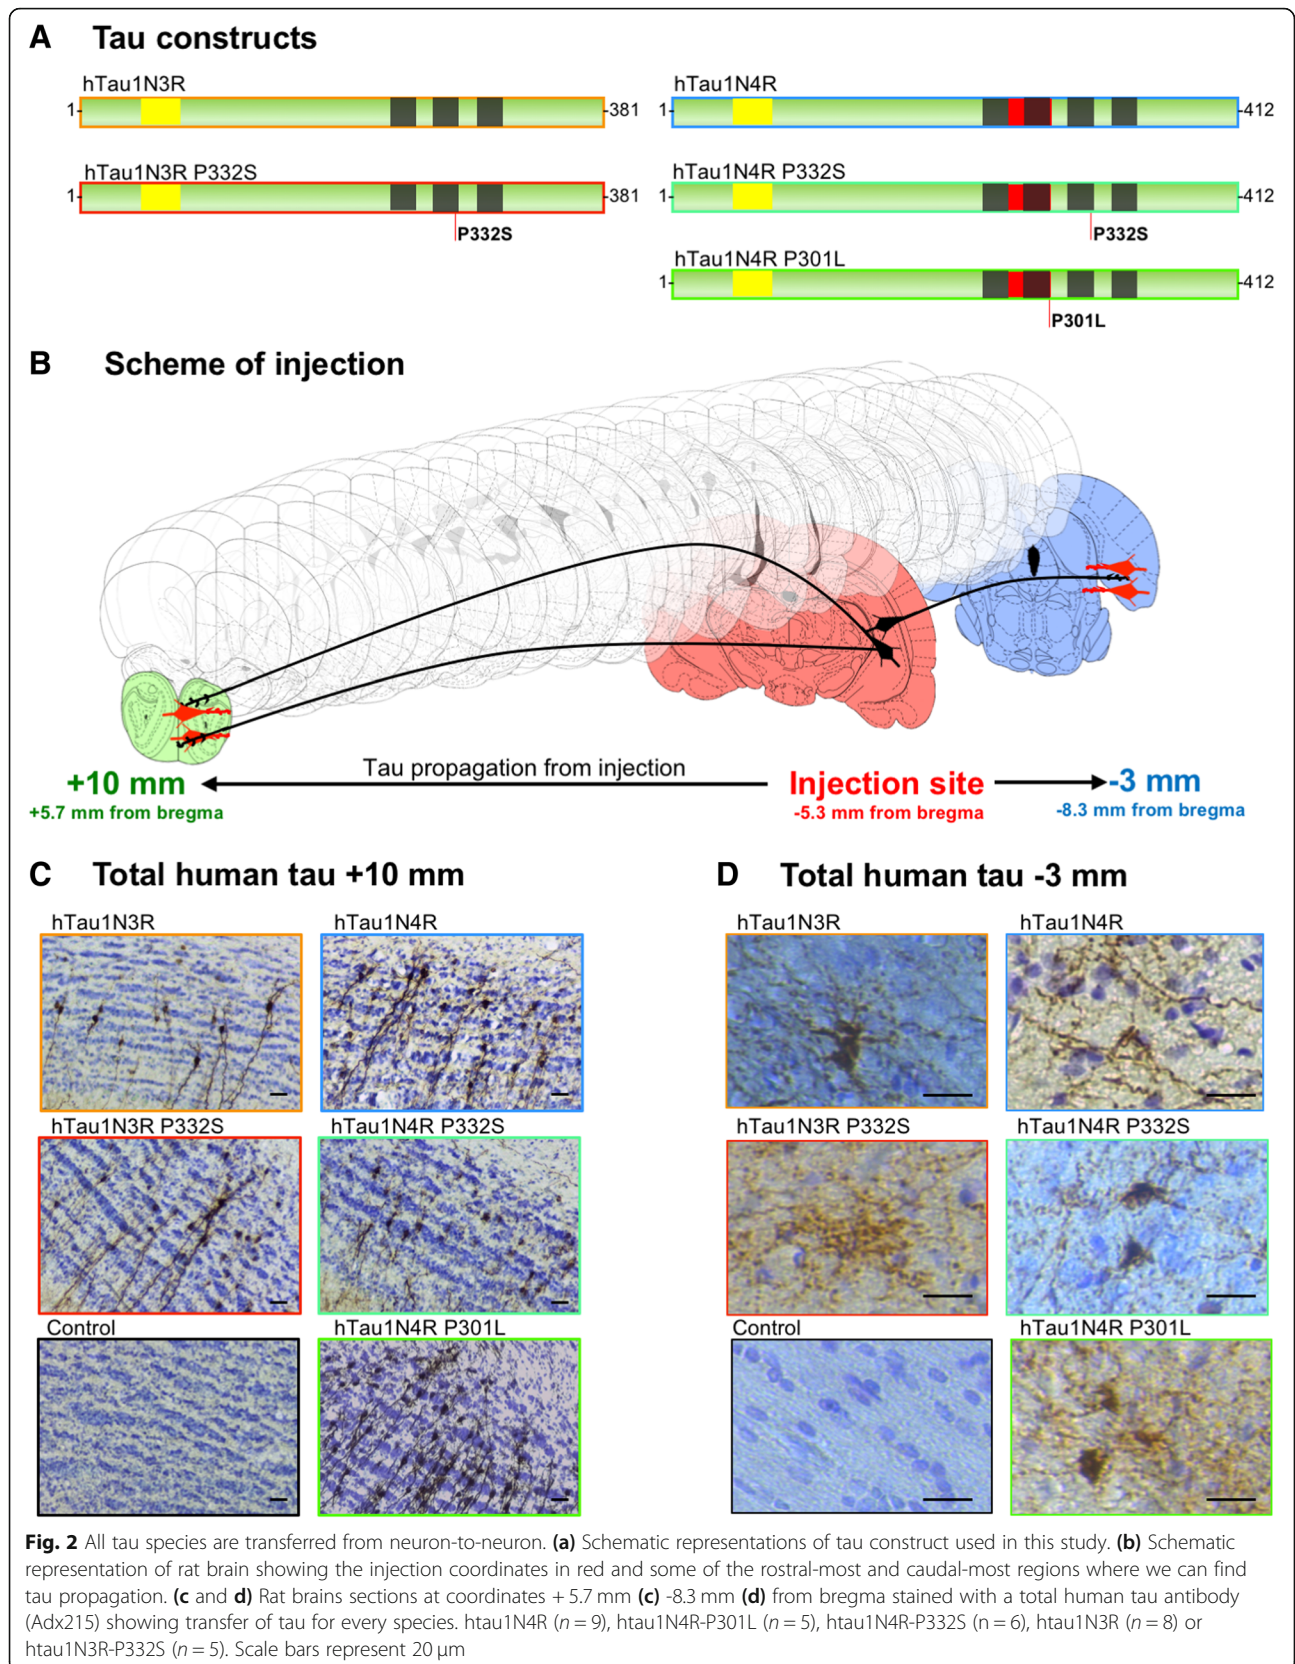 A Tau constructs
hTau1N3R
1- -381
hTau1N4R
1- -412
hTau1N3R P332S
1- -381
P332S
hTau1N4R P332S
1- -412
P332S
hTau1N4R P301L
1- -412
P301L
B Scheme of injection
Tau propagation from injection
+10 mm
+5.7 mm from bregma
Injection site
-5.3 mm from bregma
-3 mm
-8.3 mm from bregma
C Total human tau +10 mm
hTau1N3R hTau1N4R
hTau1N3R P332S hTau1N4R P332S
Control hTau1N4R P301L
D Total human tau -3 mm
hTau1N3R hTau1N4R
hTau1N3R P332S hTau1N4R P332S
Control hTau1N4R P301L
Fig. 2 All tau species are transferred from neuron-to-neuron. (a) Schematic representations of tau construct used in this study. (b) Schematic
representation of rat brain showing the injection coordinates in red and some of the rostral-most and caudal-most regions where we can find
tau propagation. (c and d) Rat brains sections at coordinates + 5.7 mm (c) -8.3 mm (d) from bregma stained with a total human tau antibody
(Adx215) showing transfer of tau for every species. htau1N4R (n = 9), htau1N4R-P301L (n = 5), htau1N4R-P332S (n = 6), htau1N3R (n = 8) or
htau1N3R-P332S (n = 5). Scale bars represent 20 μm